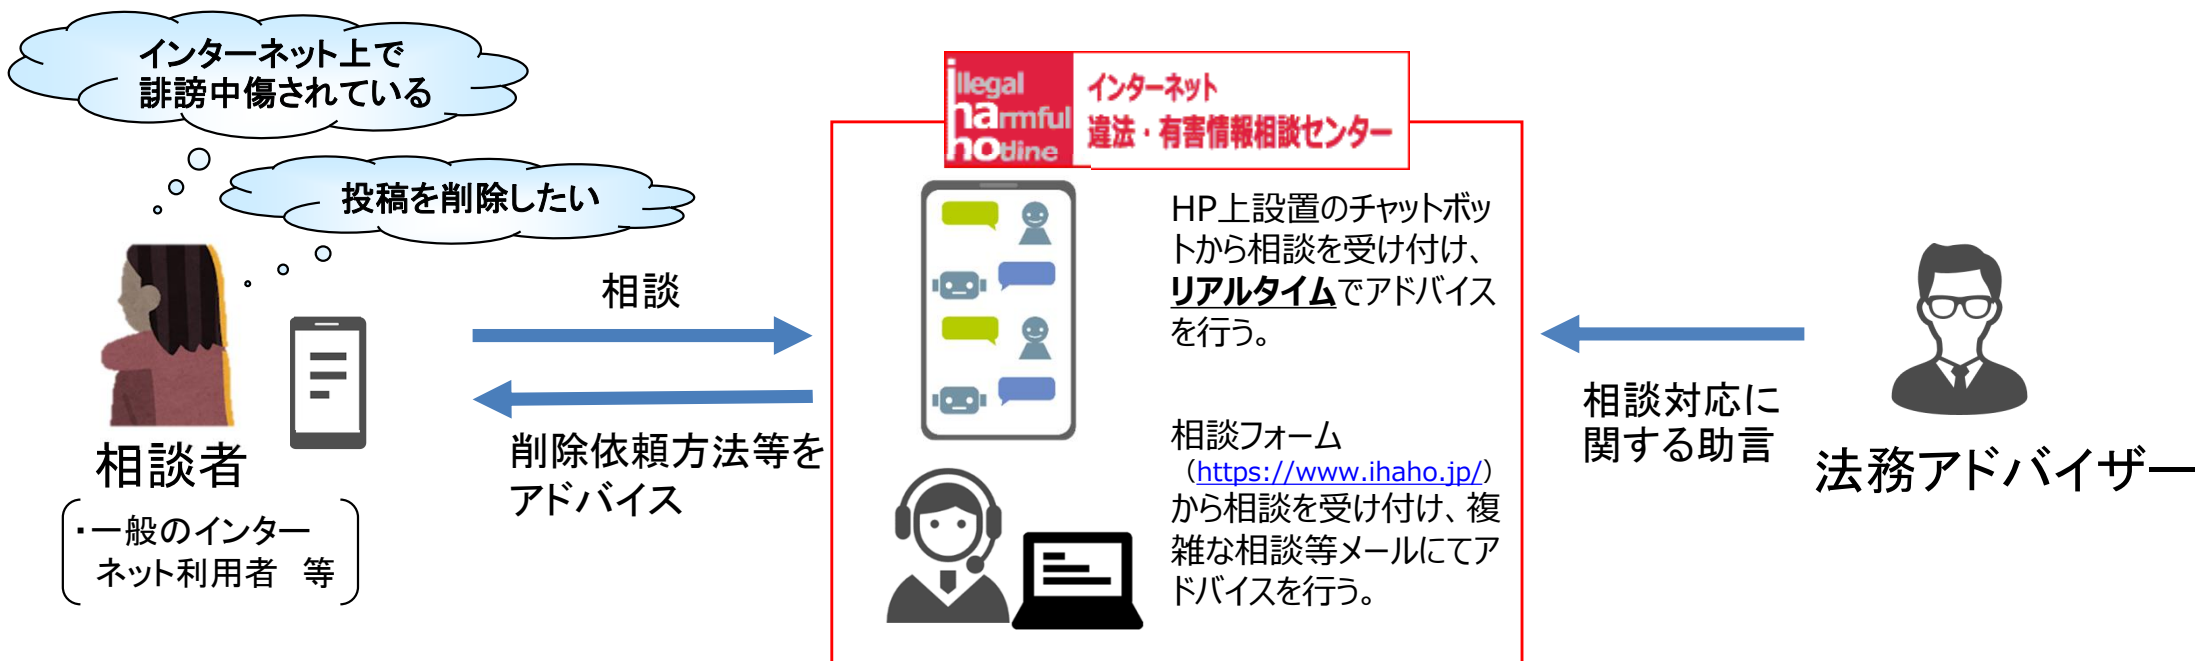 インターネット上で
誹謗中傷されている
投稿を削除したい
相談者
・一般のインター
ネット利用者　等
相談
削除依頼方法等を
アドバイス
illegal
harmful
hotline
インターネット
違法・有害情報相談センター
HP上設置のチャットボッ
トから相談を受け付け、
リアルタイムでアドバイス
を行う。
相談フォーム
（https://www.ihaho.jp/）
から相談を受け付け、複
雑な相談等メールにてア
ドバイスを行う。
相談対応に
関する助言
法務アドバイザー